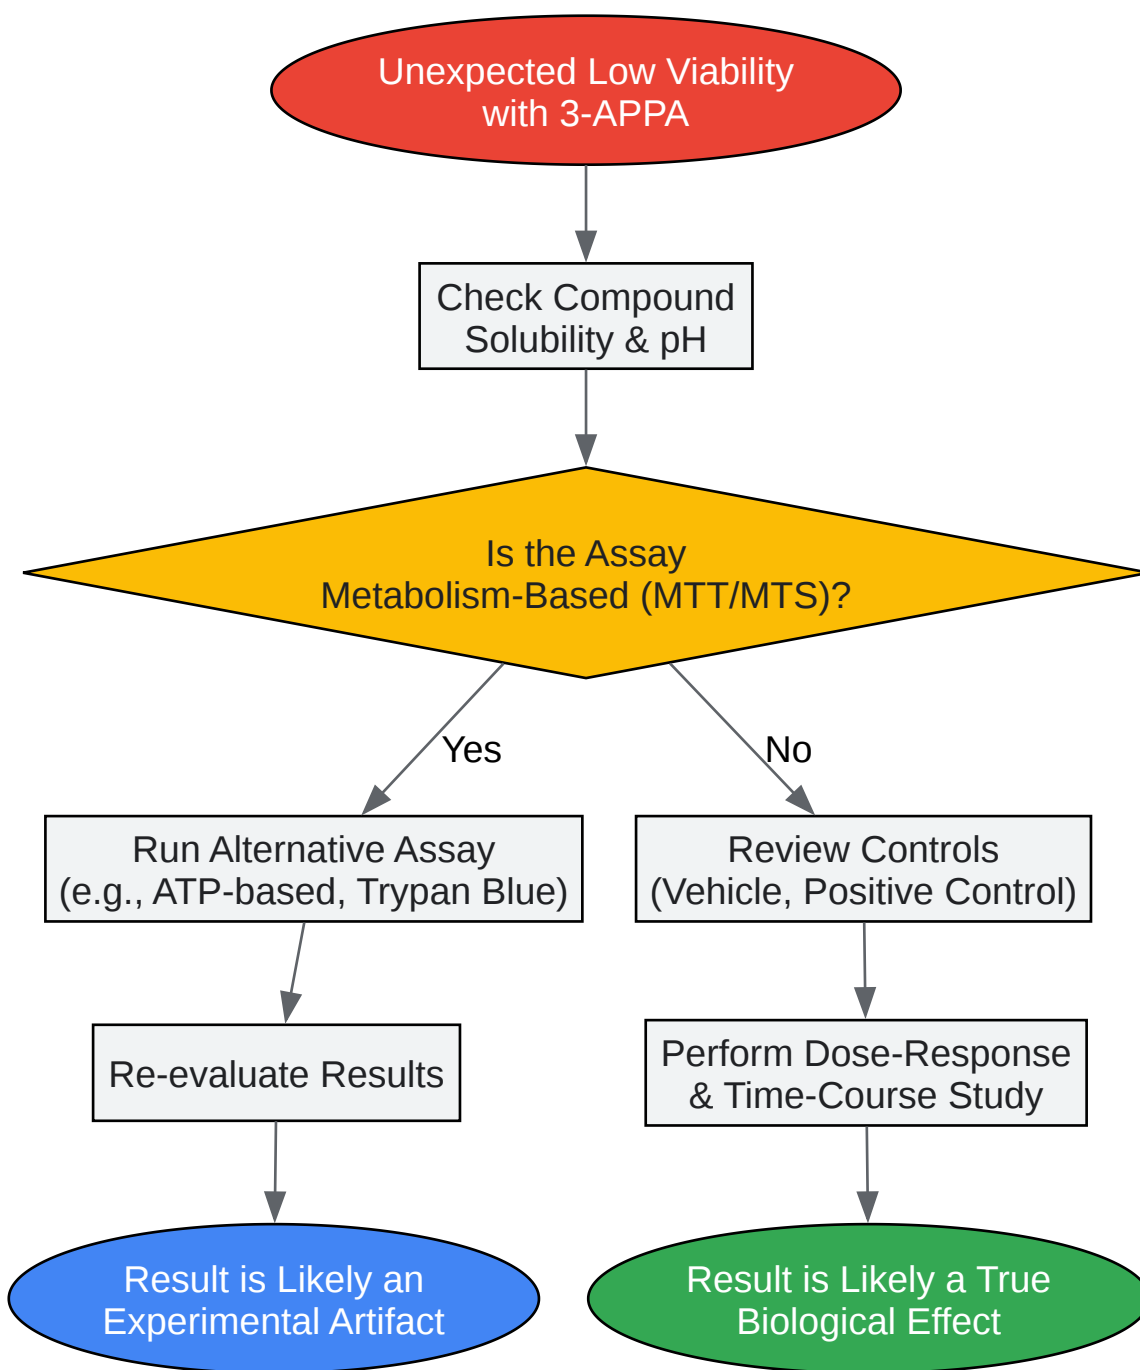 Unexpected Low Viability
with 3-APPA
Check Compound
Solubility & pH
Is the Assay
Metabolism-Based (MTT/MTS)?
Yes
No
Run Alternative Assay
(e.g., ATP-based, Trypan Blue)
Review Controls
(Vehicle, Positive Control)
Re-evaluate Results
Perform Dose-Response
& Time-Course Study
Result is Likely an
Experimental Artifact
Result is Likely a True
Biological Effect